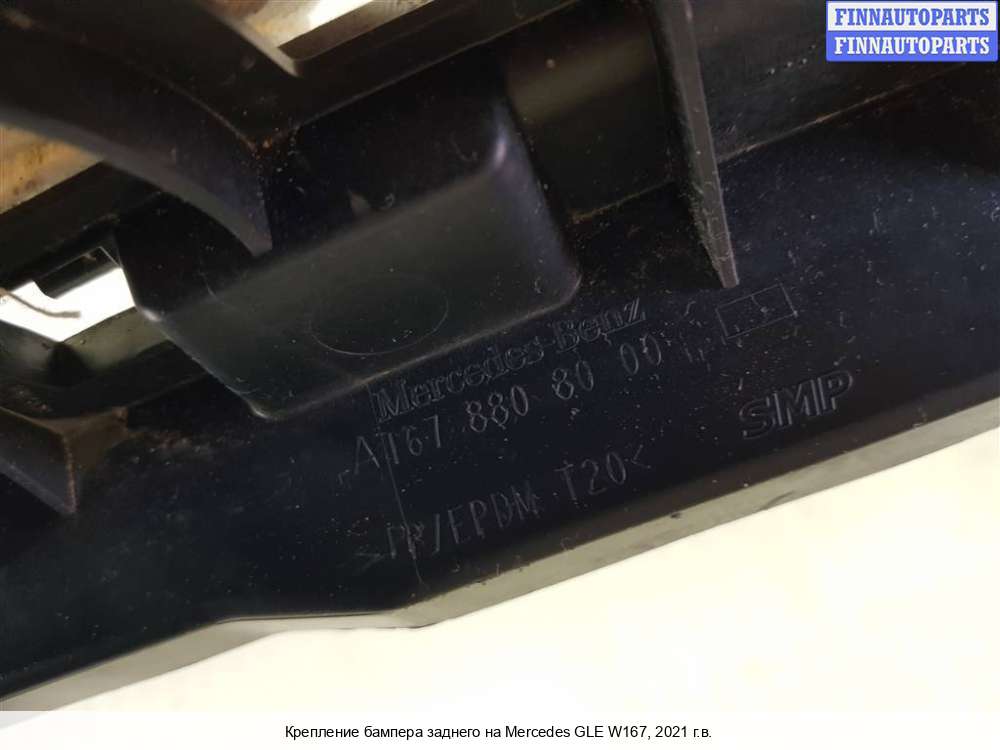 FINNAUTOPARTS
FINNAUTOPARTS
Mercedes-Benz
A167 880 80 00
SMP
>PP/EPDM T20<
Крепление бампера заднего на Mercedes GLE W167, 2021 г.в.